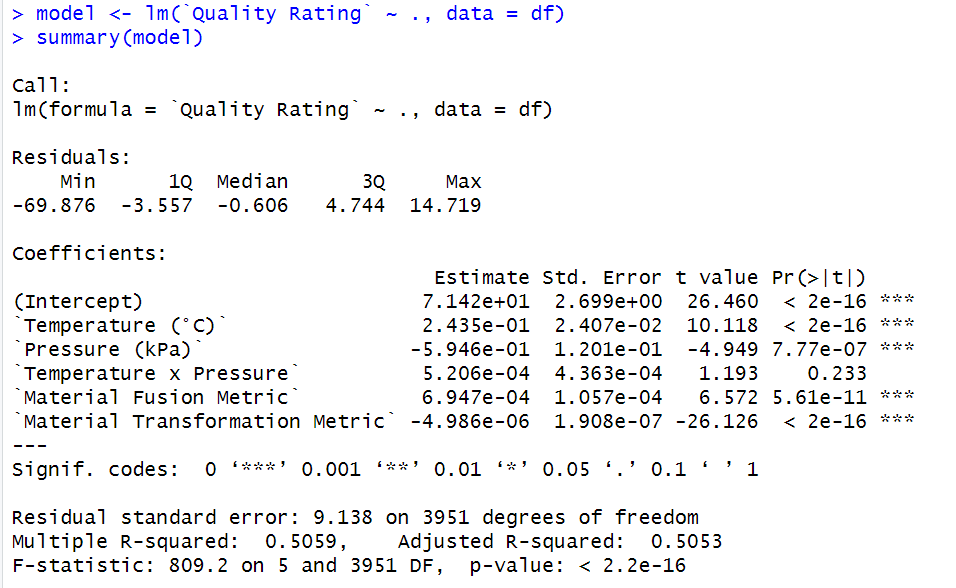 > model <- lm(`Quality Rating` ~ ., data = df)
> summary(model)
Call:
lm(formula = `Quality Rating` ~ ., data = df)
Residuals:
    Min      1Q  Median      3Q     Max
-69.876  -3.557  -0.606   4.744  14.719
Coefficients:
                                   Estimate Std. Error t value Pr(>|t|)
(Intercept)                       7.142e+01  2.699e+00  26.460  < 2e-16 ***
`Temperature (°C)`                2.435e-01  2.407e-02  10.118  < 2e-16 ***
`Pressure (kPa)`                 -5.946e-01  1.201e-01  -4.949 7.77e-07 ***
`Temperature x Pressure`          5.206e-04  4.363e-04   1.193    0.233
`Material Fusion Metric`          6.947e-04  1.057e-04   6.572 5.61e-11 ***
`Material Transformation Metric` -4.986e-06  1.908e-07 -26.126  < 2e-16 ***
---
Signif. codes:  0 ‘***’ 0.001 ‘**’ 0.01 ‘*’ 0.05 ‘.’ 0.1 ‘ ’ 1
Residual standard error: 9.138 on 3951 degrees of freedom
Multiple R-squared:  0.5059,    Adjusted R-squared:  0.5053
F-statistic: 809.2 on 5 and 3951 DF,  p-value: < 2.2e-16